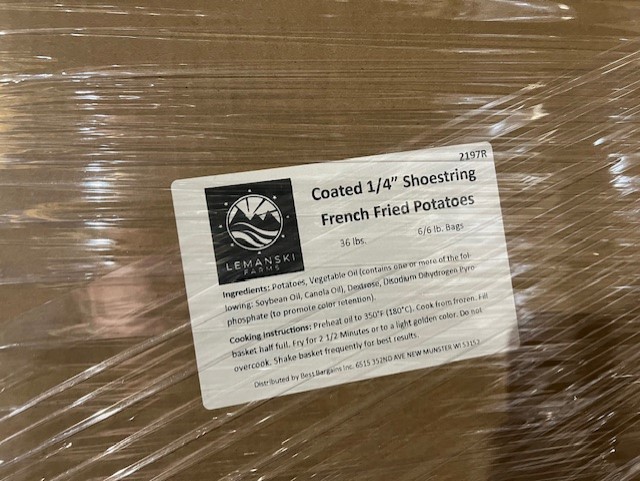 2197R
Coated 1/4” Shoestring
French Fried Potatoes
36 lbs. 6/6 lb. Bags
LEMANSKI
FARMS
Ingredients: Potatoes, Vegetable Oil (contains one or more of the fol-
lowing: Soybean Oil, Canola Oil), Dextrose, Disodium Dihydrogen Pyro-
phosphate (to promote color retention).
Cooking Instructions: Preheat oil to 350°F (180°C). Cook from frozen. Fill
basket half full. Fry for 2 1/2 Minutes or to a light golden color. Do not
overcook. Shake basket frequently for best results.
Distributed by Best Bargains Inc. 6515 352ND AVE NEW MUNSTER WI 53152